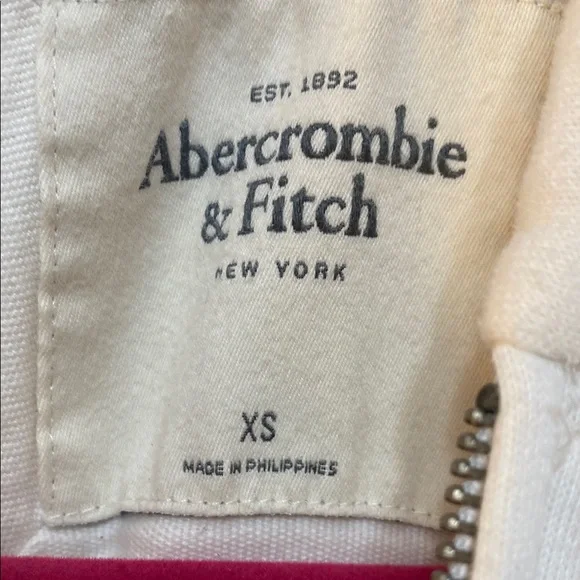 EST. 1892
Abercrombie
& Fitch
NEW YORK
XS
MADE IN PHILIPPINES